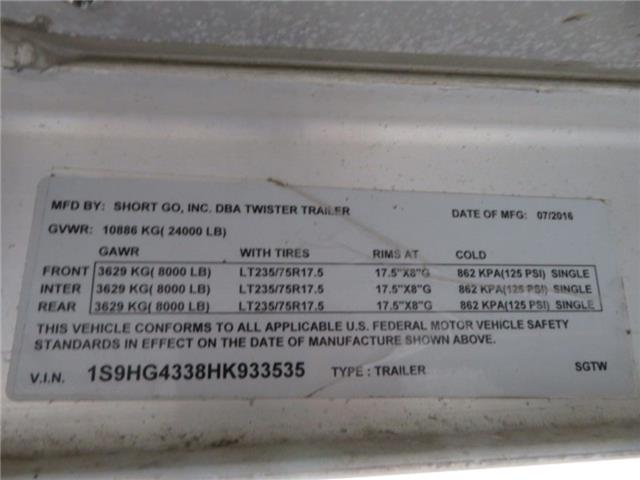 MFD BY: SHORT GO, INC. DBA TWISTER TRAILER DATE OF MFG: 07/2016
GVWR: 10886 KG( 24000 LB)
GAWR WITH TIRES RIMS AT COLD
FRONT 3629 KG( 8000 LB) LT235/75R17.5 17.5"X8"G 862 KPA(125 PSI) SINGLE
INTER 3629 KG( 8000 LB) LT235/75R17.5 17.5"X8"G 862 KPA(125 PSI) SINGLE
REAR 3629 KG( 8000 LB) LT235/75R17.5 17.5"X8"G 862 KPA(125 PSI) SINGLE
THIS VEHICLE CONFORMS TO ALL APPLICABLE U.S. FEDERAL MOTOR VEHICLE SAFETY
STANDARDS IN EFFECT ON THE DATE OF MANUFACTURE SHOWN ABOVE.
V.I.N. 1S9HG4338HK933535 TYPE : TRAILER SGTW